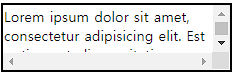 Lorem ipsum dolor sit amet,
consectetur adipisicing elit. Est